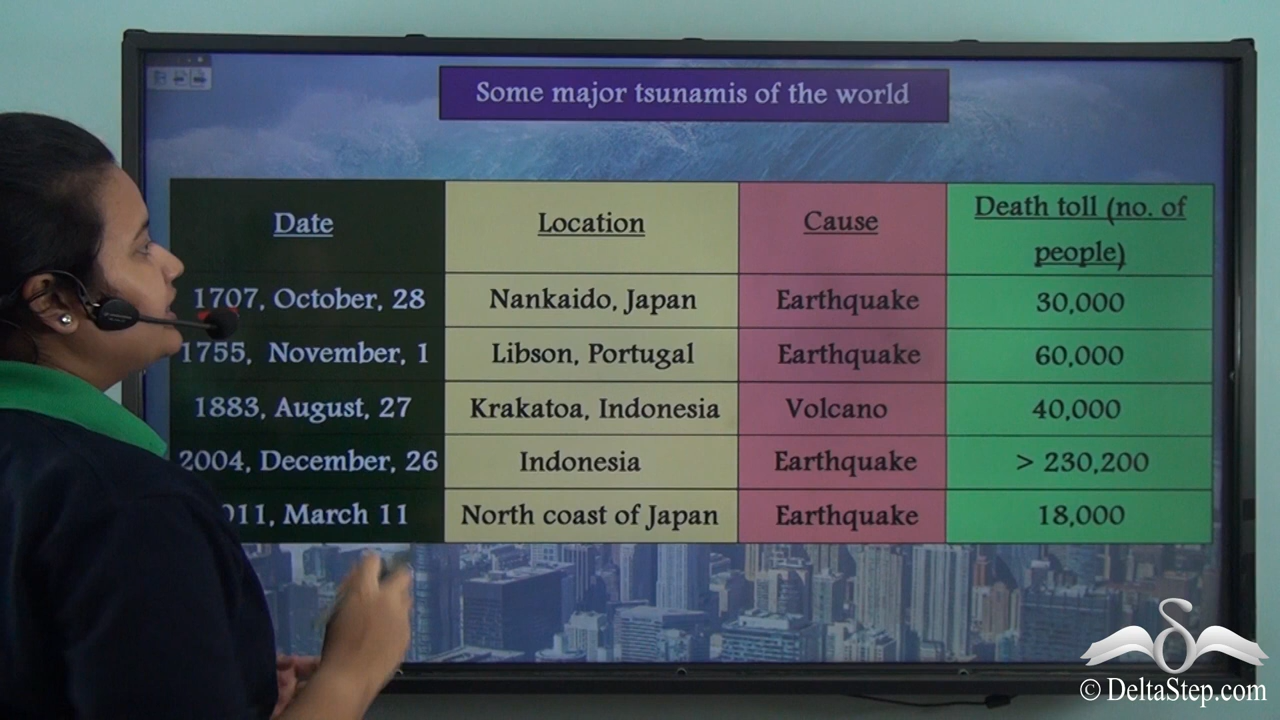 Some major tsunamis of the world
Date Location Cause Death toll (no. of people)
1707, October, 28 Nankaido, Japan Earthquake 30,000
1755, November, 1 Libson, Portugal Earthquake 60,000
1883, August, 27 Krakatoa, Indonesia Volcano 40,000
2004, December, 26 Indonesia Earthquake > 230,200
011, March 11 North coast of Japan Earthquake 18,000
© DeltaStep.com